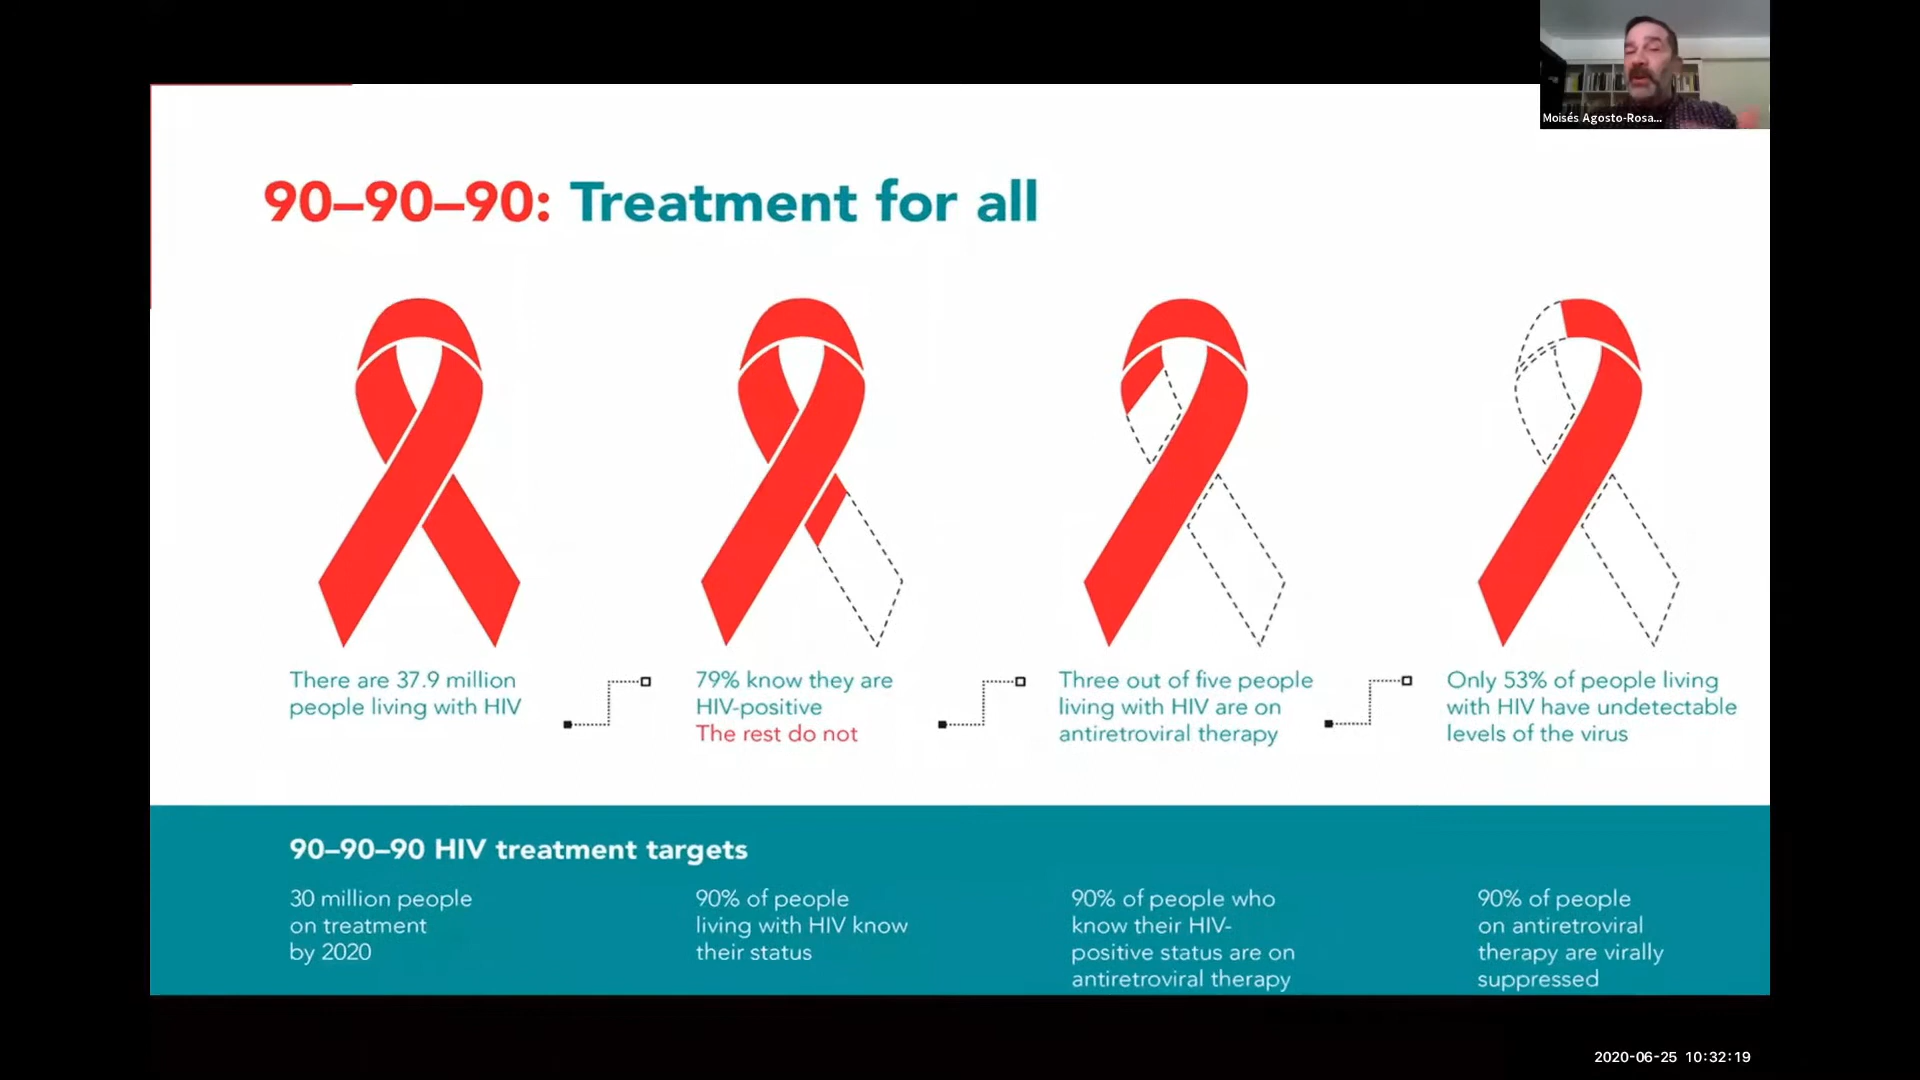 Moisés Agosto-Rosa...
90–90–90: Treatment for all
There are 37.9 million
people living with HIV
79% know they are
HIV-positive
The rest do not
Three out of five people
living with HIV are on
antiretroviral therapy
Only 53% of people living
with HIV have undetectable
levels of the virus
90–90–90 HIV treatment targets
30 million people
on treatment
by 2020
90% of people
living with HIV know
their status
90% of people who
know their HIV-
positive status are on
antiretroviral therapy
90% of people
on antiretroviral
therapy are virally
suppressed
2020-06-25 10:32:19